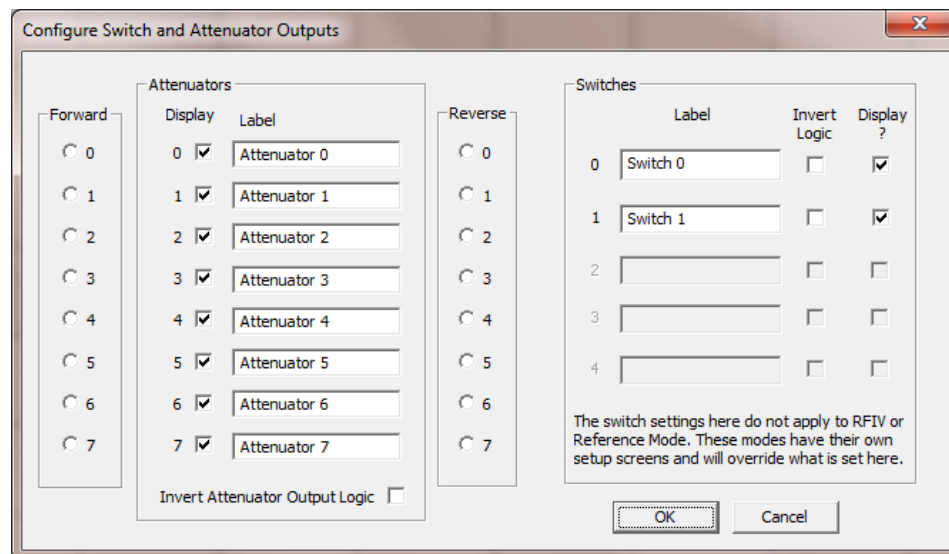 Configure Switch and Attenuator Outputs
Forward
0
1
2
3
4
5
6
7
Attenuators
Display Label
0 Attenuator 0
1 Attenuator 1
2 Attenuator 2
3 Attenuator 3
4 Attenuator 4
5 Attenuator 5
6 Attenuator 6
7 Attenuator 7
Invert Attenuator Output Logic
Reverse
0
1
2
3
4
5
6
7
Switches
Label Invert Display
Logic ?
0 Switch 0
1 Switch 1
2
3
4
The switch settings here do not apply to RFIV or
Reference Mode. These modes have their own
setup screens and will override what is set here.
OK Cancel